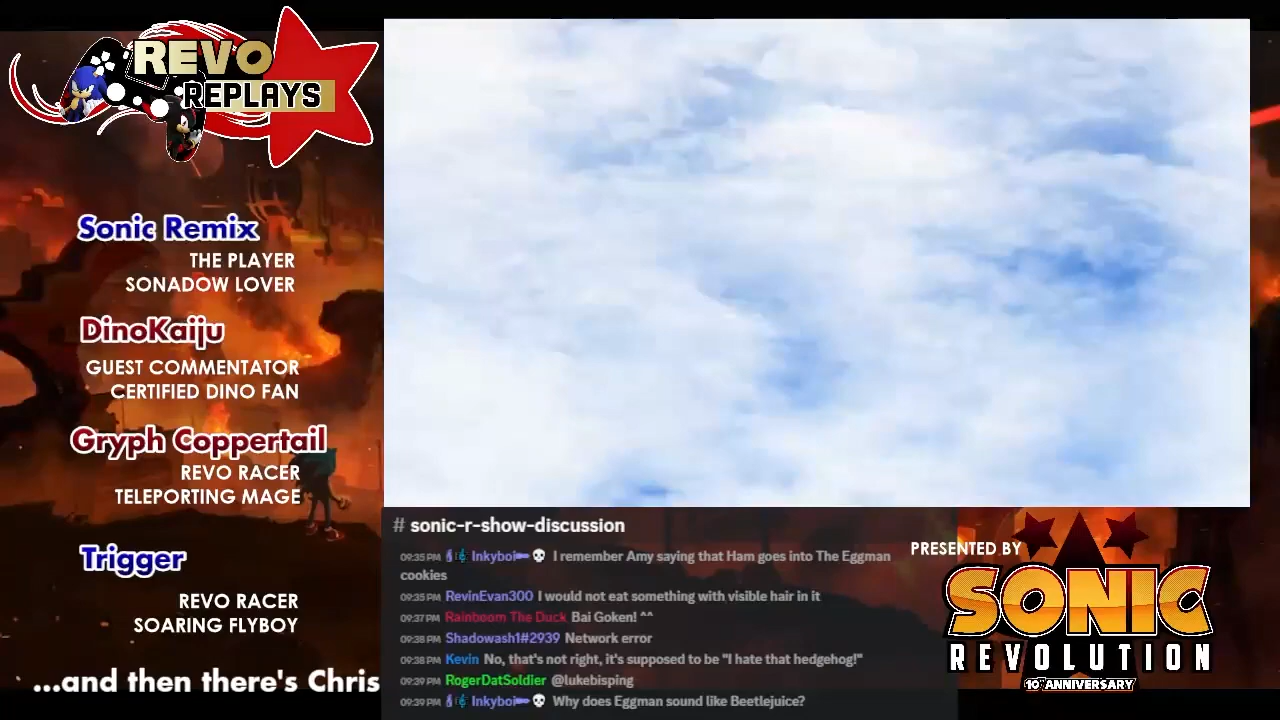 REVO
REPLAYS
Sonic Remix
THE PLAYER
SONADOW LOVER
DinoKaiju
GUEST COMMENTATOR
CERTIFIED DINO FAN
Gryph Coppertail
REVO RACER
TELEPORTING MAGE
Trigger
REVO RACER
SOARING FLYBOY
...and then there's Chris
# sonic-r-show-discussion
09:35 PM Inkyboi I remember Amy saying that Ham goes into The Eggman
cookies
09:35 PM RevinEvan300 I would not eat something with visible hair in it
09:37 PM Rainboom The Duck Bai Goken! ^^
09:38 PM Shadowash1#2939 Network error
09:38 PM Kevin No, that's not right, it's supposed to be "I hate that hedgehog!"
09:39 PM RogerDatSoldier @lukebisping
09:39 PM Inkyboi Why does Eggman sound like Beetlejuice?
PRESENTED BY
SONIC
REVOLUTION
10TH ANNIVERSARY